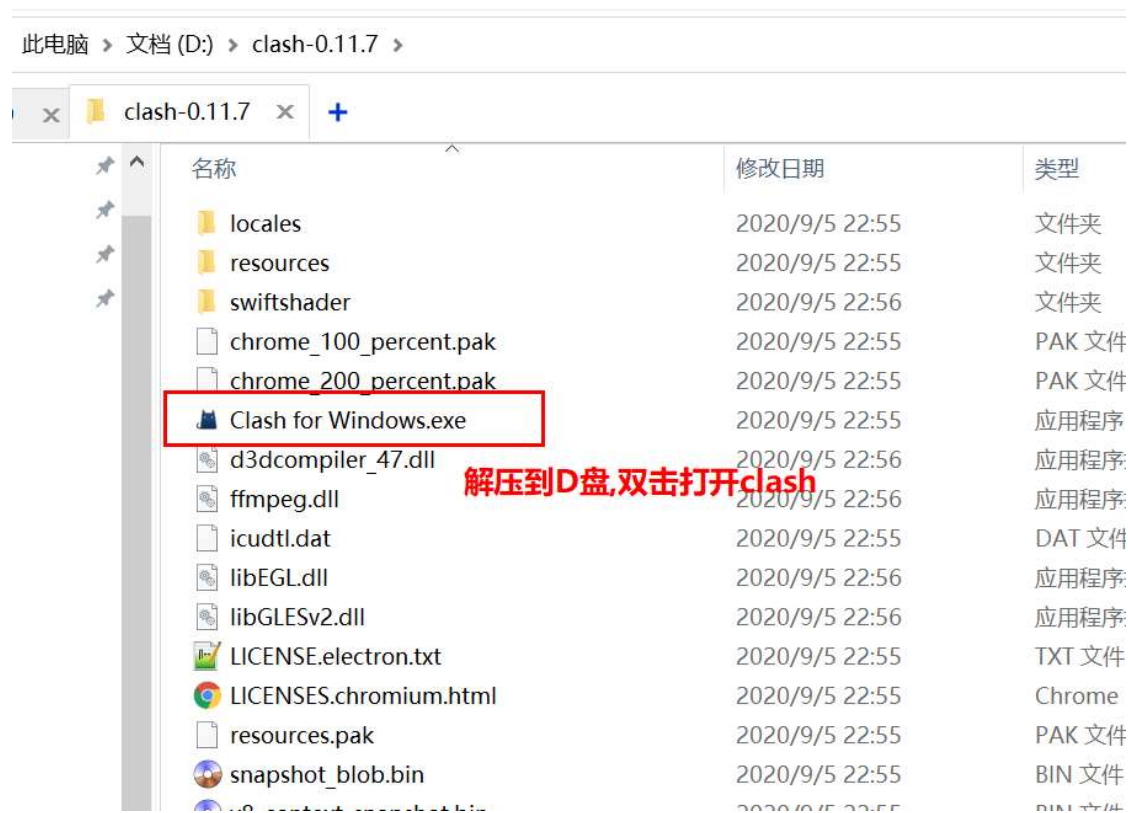 此电脑 > 文档 (D:) > clash-0.11.7 >
clash-0.11.7
名称 修改日期 类型
locales 2020/9/5 22:55 文件夹
resources 2020/9/5 22:55 文件夹
swiftshader 2020/9/5 22:56 文件夹
chrome_100_percent.pak 2020/9/5 22:55 PAK 文件
chrome_200_percent.pak 2020/9/5 22:55 PAK 文件
Clash for Windows.exe 2020/9/5 22:55 应用程序
d3dcompiler_47.dll 2020/9/5 22:56 应用程序
解压到D盘,双击打开clash
ffmpeg.dll 2020/9/5 22:56 应用程序
icudtl.dat 2020/9/5 22:55 DAT 文件
libEGL.dll 2020/9/5 22:56 应用程序
libGLESv2.dll 2020/9/5 22:56 应用程序
LICENSE.electron.txt 2020/9/5 22:55 TXT 文件
LICENSES.chromium.html 2020/9/5 22:55 Chrome
resources.pak 2020/9/5 22:55 PAK 文件
snapshot_blob.bin 2020/9/5 22:55 BIN 文件